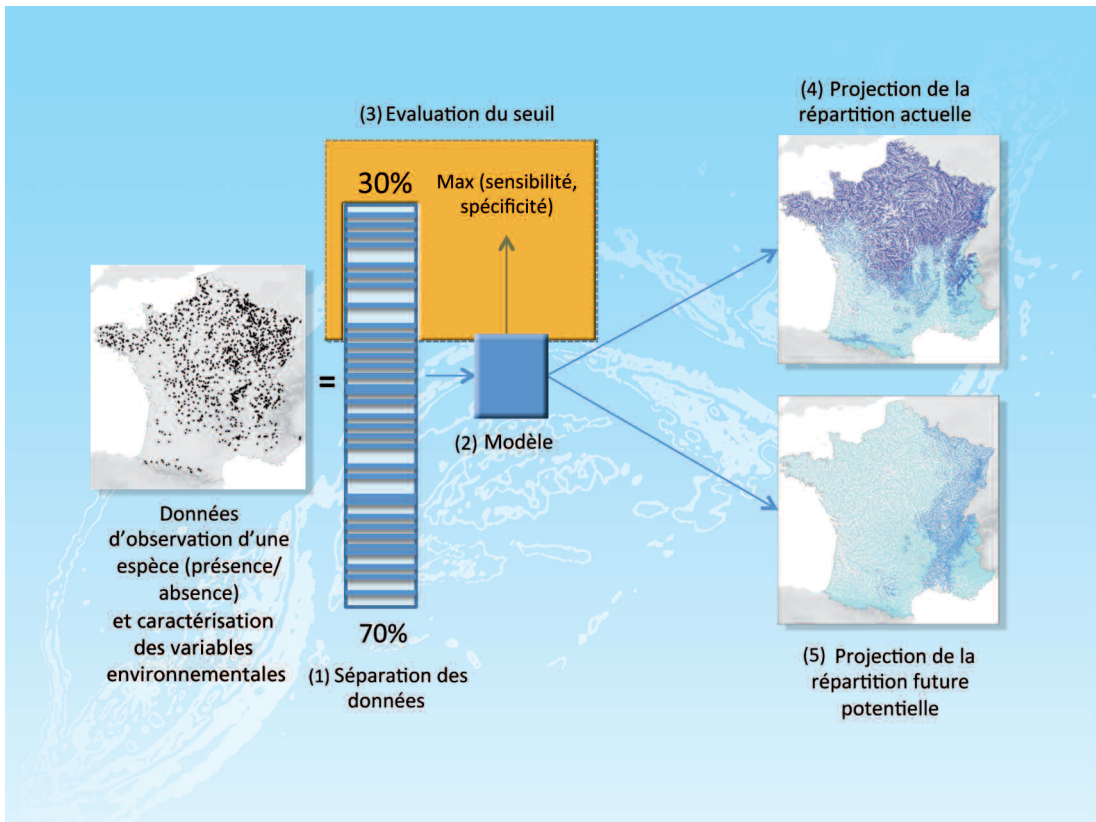 (3) Evaluation du seuil
30%
Max (sensibilité,
spécificité)
=
(2) Modèle
Données
d'observation d'une
espèce (présence/
absence)
et caractérisation
des variables
environnementales
70%
(1) Séparation des
données
(4) Projection de la
répartition actuelle
(5) Projection de la
répartition future
potentielle